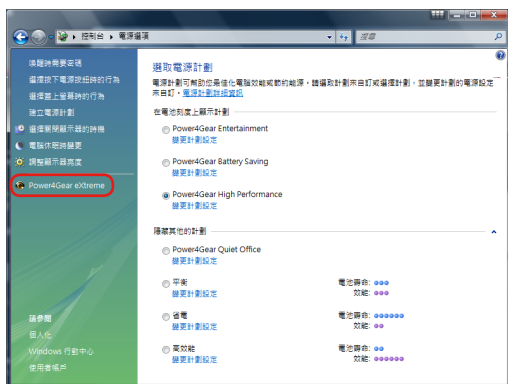 控制台 ▸ 電源選項
搜尋
喚醒時需要密碼
選擇按下電源按鈕時的行為
選擇蓋上螢幕時的行為
建立電源計劃
選擇關閉顯示器的時機
電腦休眠時變更
調整顯示器亮度
Power4Gear eXtreme
請參閱
個人化
Windows 行動中心
使用者帳戶
選取電源計劃
電源計劃可幫助您最佳化電腦效能或節約能源。請選取計劃來自訂或選擇計劃,並變更計劃的電源設定
來自訂。電源計劃詳細資訊
在電池刻度上顯示計劃
Power4Gear Entertainment
變更計劃設定
Power4Gear Battery Saving
變更計劃設定
Power4Gear High Performance
變更計劃設定
隱藏其他的計劃
Power4Gear Quiet Office
變更計劃設定
平衡 電池壽命:
變更計劃設定 效能:
省電 電池壽命:
變更計劃設定 效能:
高效能 電池壽命:
變更計劃設定 效能: